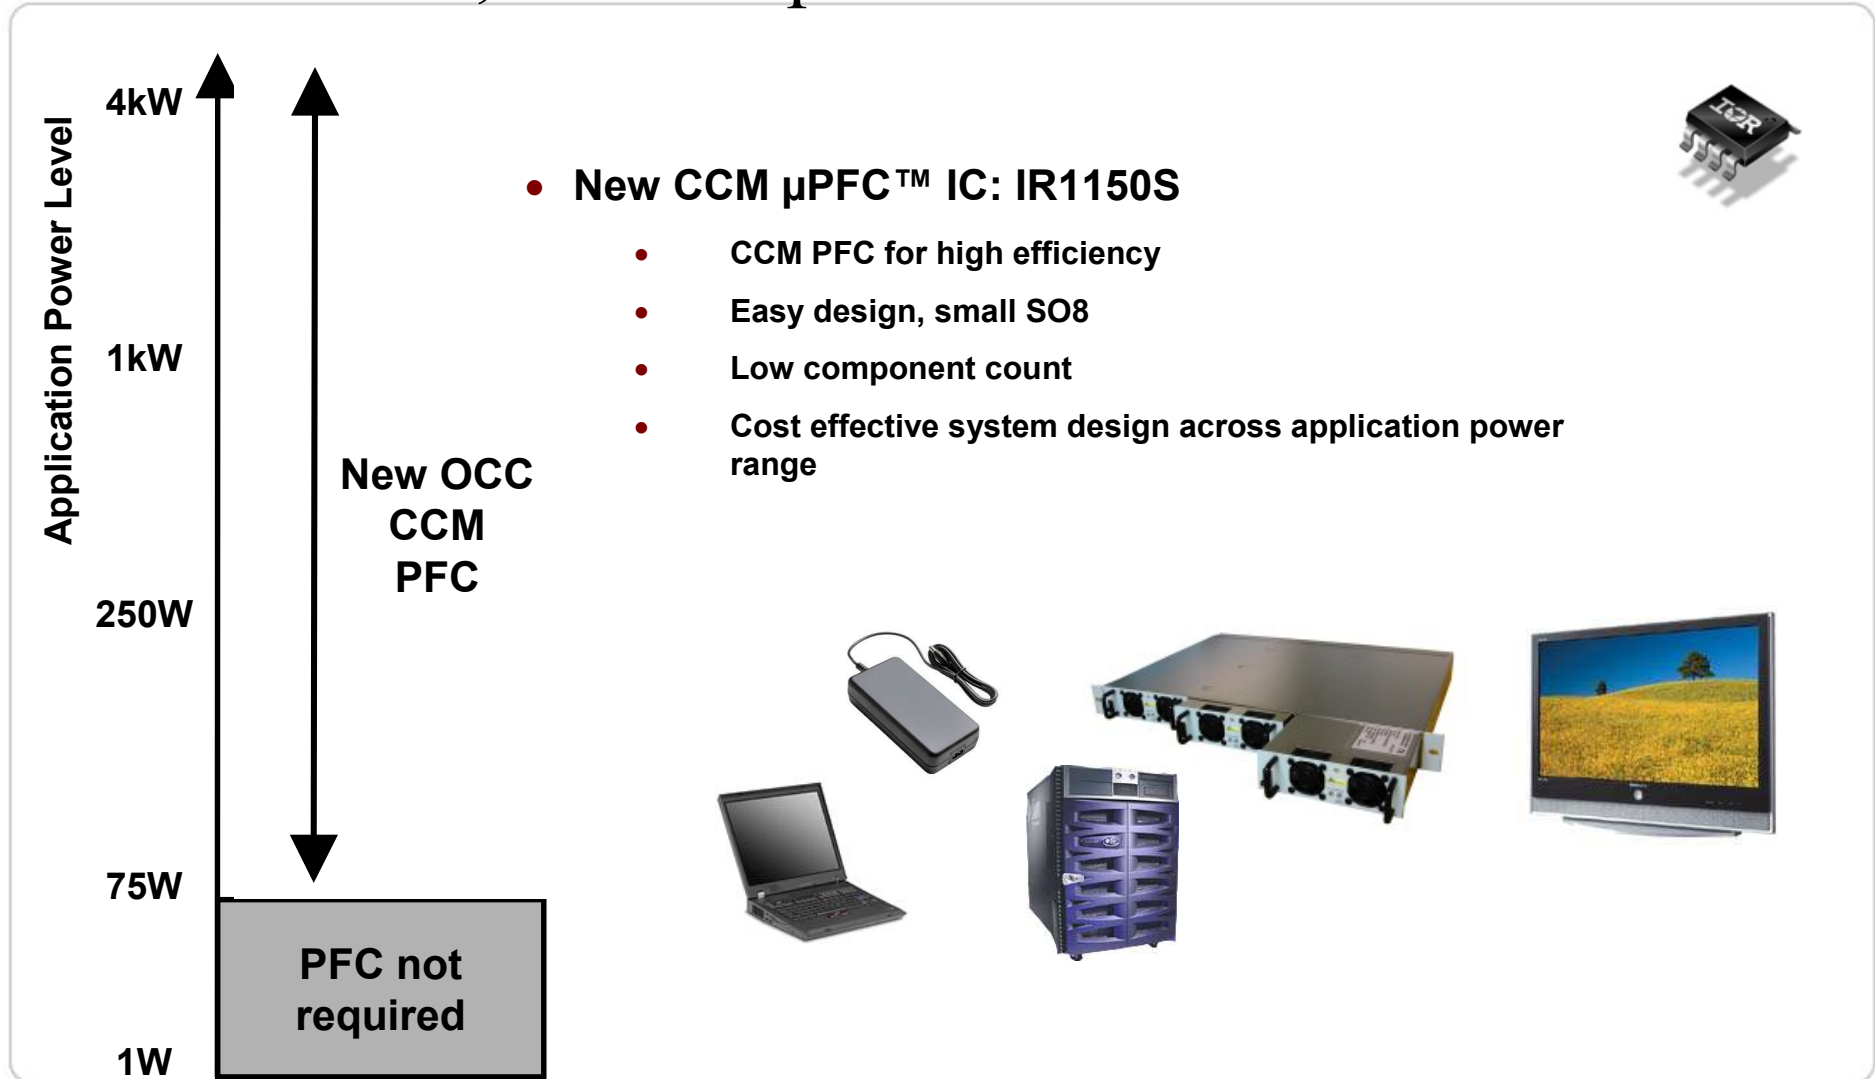 4kW
Application Power Level
1kW
250W
75W
1W
New OCC
CCM
PFC
PFC not
required
• New CCM µPFC™ IC: IR1150S
• CCM PFC for high efficiency
• Easy design, small SO8
• Low component count
• Cost effective system design across application power
range
IOR